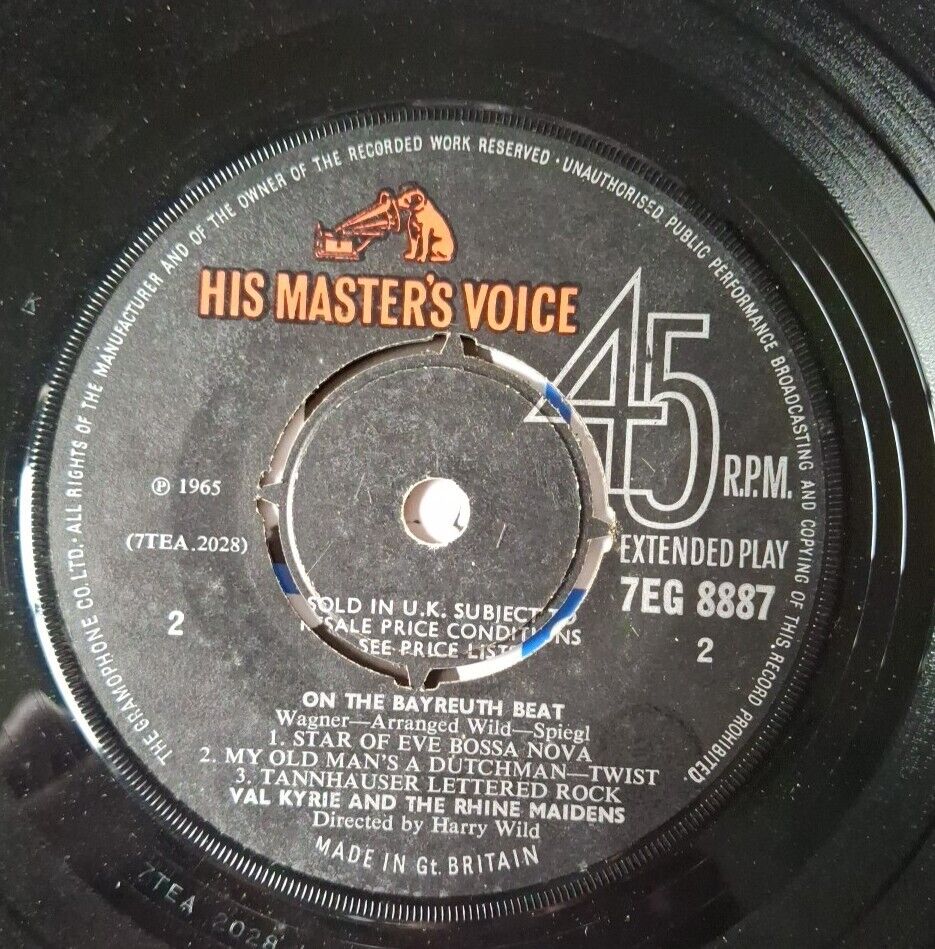 THE GRAMOPHONE CO. LTD. · ALL RIGHTS OF THE MANUFACTURER AND OF THE OWNER OF THE RECORDED WORK RESERVED · UNAUTHORISED PUBLIC PERFORMANCE BROADCASTING AND COPYING OF THIS RECORD PROHIBITED.
HIS MASTER'S VOICE
45
R.P.M.
℗ 1965
(7TEA.2028)
EXTENDED PLAY
7EG 8887
2
2
SOLD IN U.K. SUBJECT TO
RESALE PRICE CONDITIONS
SEE PRICE LISTS
ON THE BAYREUTH BEAT
Wagner—Arranged Wild—Spiegl
1. STAR OF EVE BOSSA NOVA
2. MY OLD MAN'S A DUTCHMAN—TWIST
3. TANNHAUSER LETTERED ROCK
VAL KYRIE AND THE RHINE MAIDENS
Directed by Harry Wild
MADE IN Gt. BRITAIN
7TEA 2028